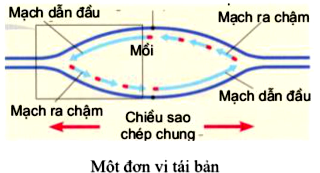 Mạch dẫn đầu
Mạch ra chậm
Mồi
Mạch ra chậm
Mạch dẫn đầu
Chiều sao
chép chung
Một đơn vị tái bản